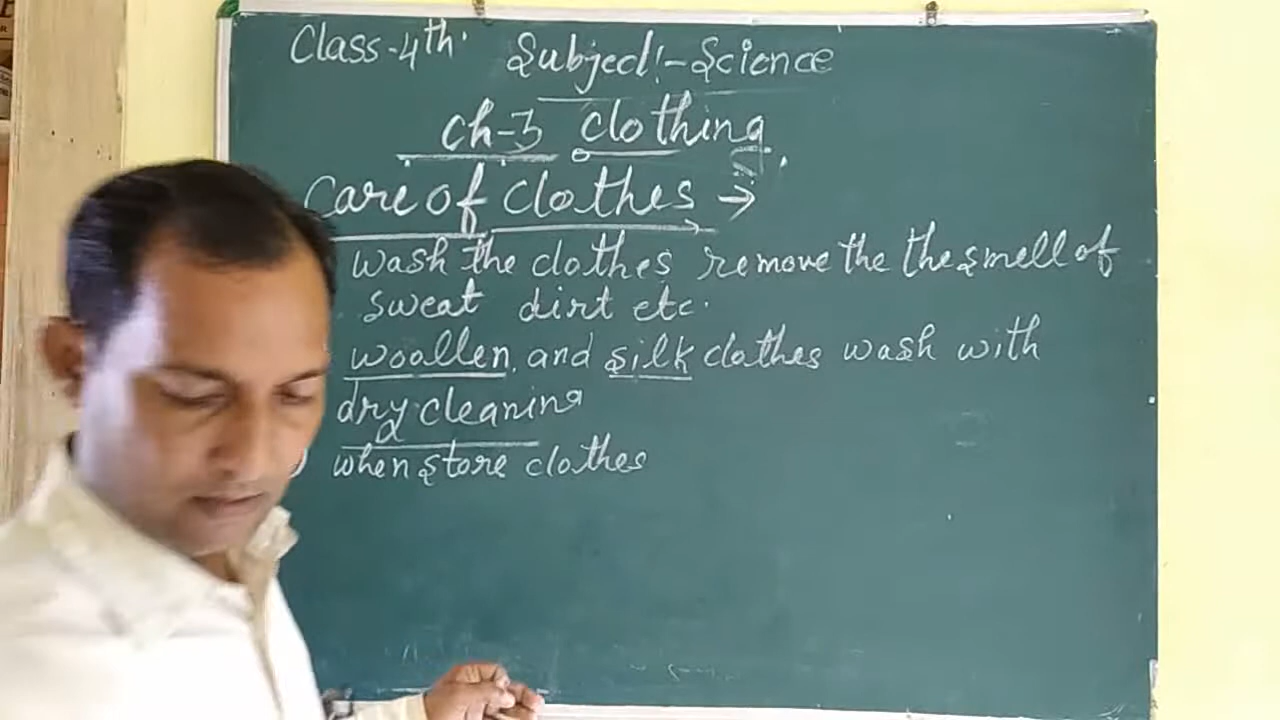 Class-4th. Subject:-Science
Ch-3 clothing
Care of clothes →
wash the clothes remove the the smell of
sweat dirt etc.
woollen and silk clothes wash with
dry cleaning
) when store clothes